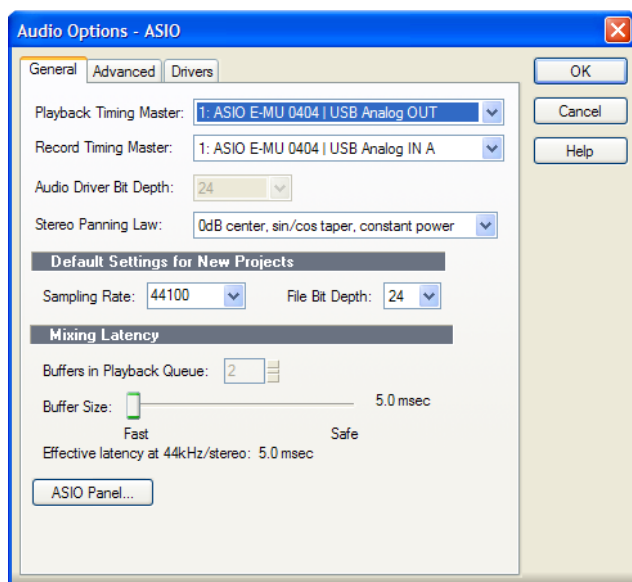 Audio Options - ASIO
General Advanced Drivers
OK
Cancel
Help
Playback Timing Master: 1: ASIO E-MU 0404 | USB Analog OUT
Record Timing Master: 1: ASIO E-MU 0404 | USB Analog IN A
Audio Driver Bit Depth: 24
Stereo Panning Law: 0dB center, sin/cos taper, constant power
Default Settings for New Projects
Sampling Rate: 44100 File Bit Depth: 24
Mixing Latency
Buffers in Playback Queue: 2
Buffer Size: 5.0 msec
Fast Safe
Effective latency at 44kHz/stereo: 5.0 msec
ASIO Panel...